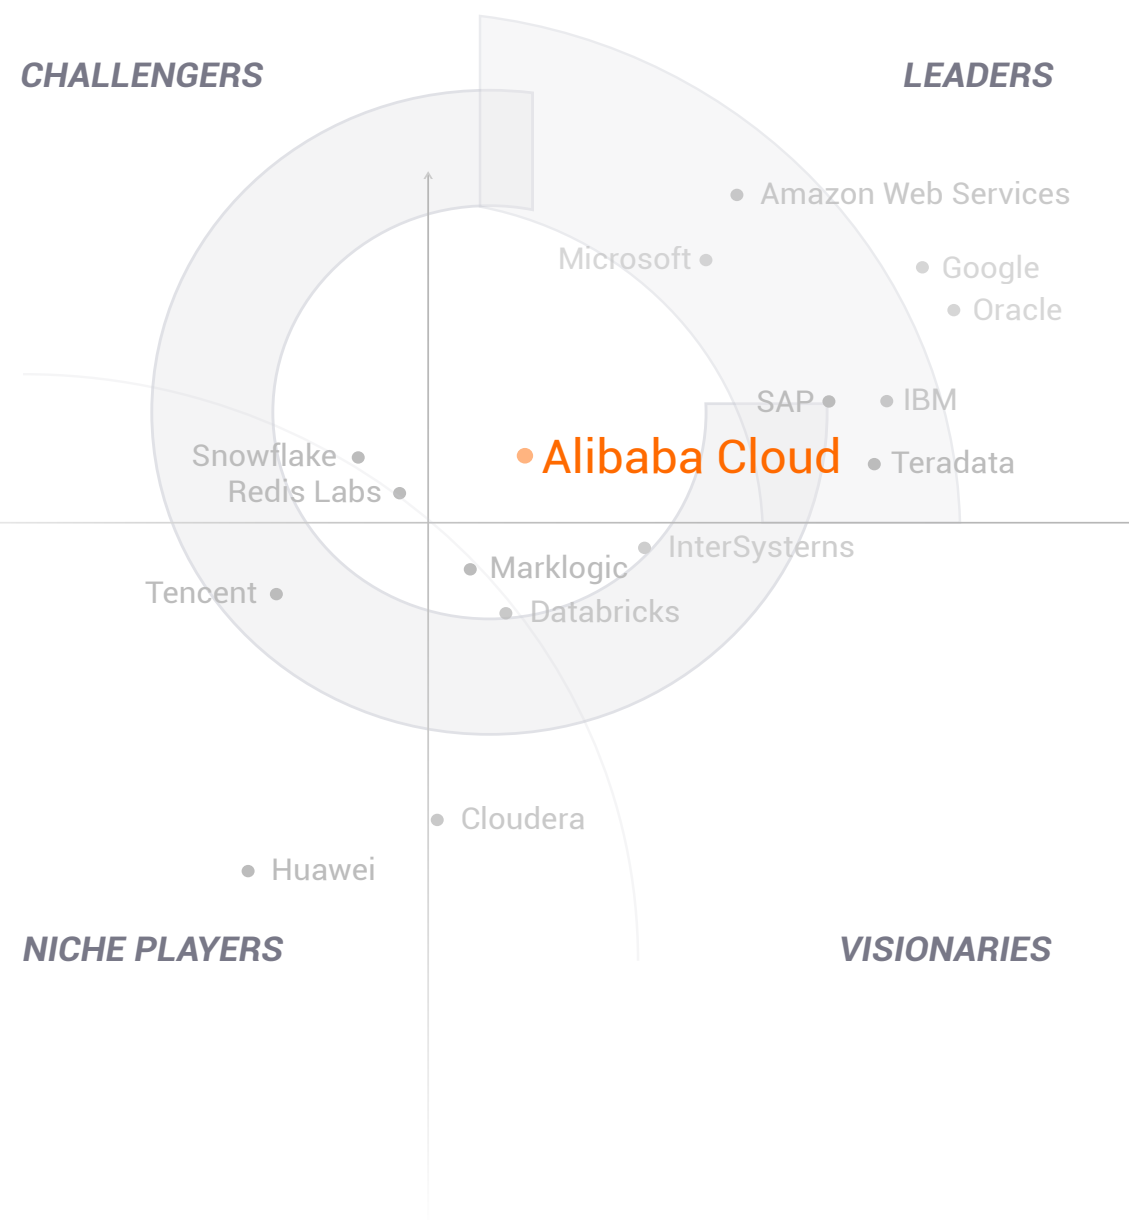 CHALLENGERS
LEADERS
Amazon Web Services
Microsoft
Google
Oracle
SAP
IBM
Snowflake
Alibaba Cloud
Teradata
Redis Labs
InterSysterns
Marklogic
Tencent
Databricks
Cloudera
Huawei
NICHE PLAYERS
VISIONARIES